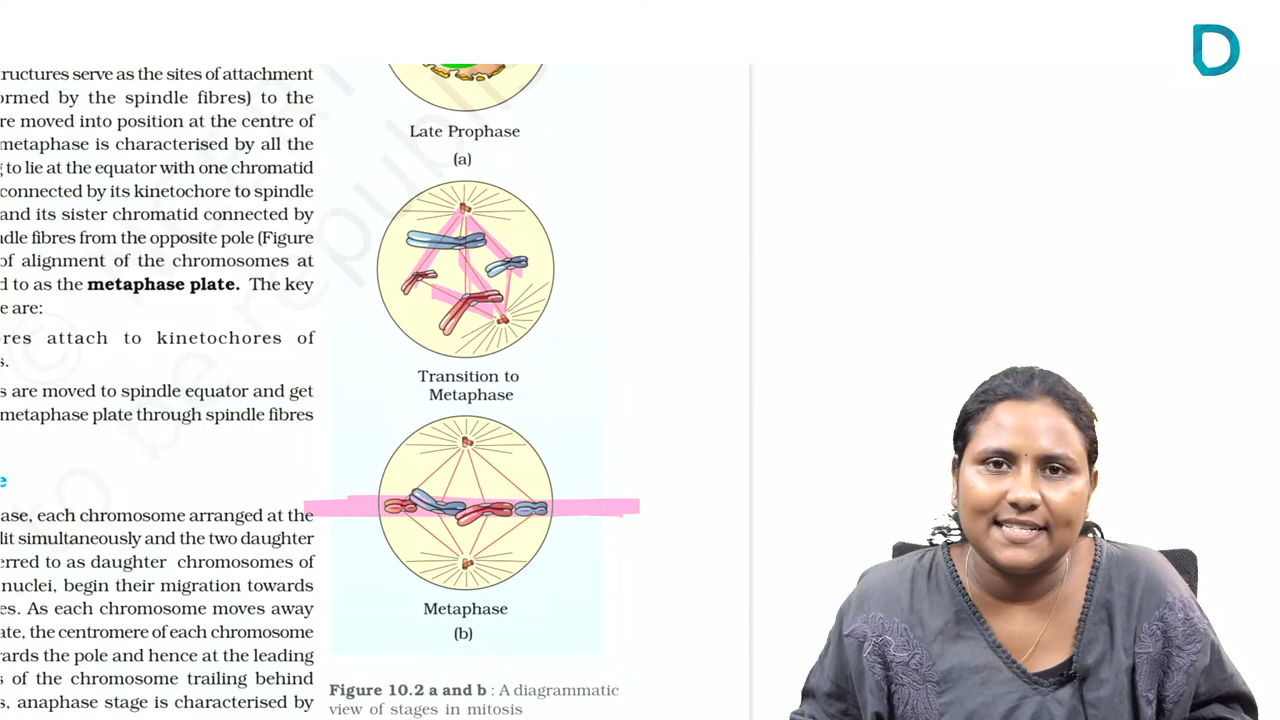 ructures serve as the sites of attachment
ormed by the spindle fibres) to the
re moved into position at the centre of
metaphase is characterised by all the
g to lie at the equator with one chromatid
connected by its kinetochore to spindle
and its sister chromatid connected by
ndle fibres from the opposite pole (Figure
of alignment of the chromosomes at
d to as the metaphase plate. The key
e are:
res attach to kinetochores of
s.
s are moved to spindle equator and get
metaphase plate through spindle fibres
e
ase, each chromosome arranged at the
lit simultaneously and the two daughter
erred to as daughter chromosomes of
nuclei, begin their migration towards
es. As each chromosome moves away
ate, the centromere of each chromosome
vards the pole and hence at the leading
s of the chromosome trailing behind
s, anaphase stage is characterised by
Late Prophase
(a)
Transition to
Metaphase
Metaphase
(b)
Figure 10.2 a and b : A diagrammatic
view of stages in mitosis
D